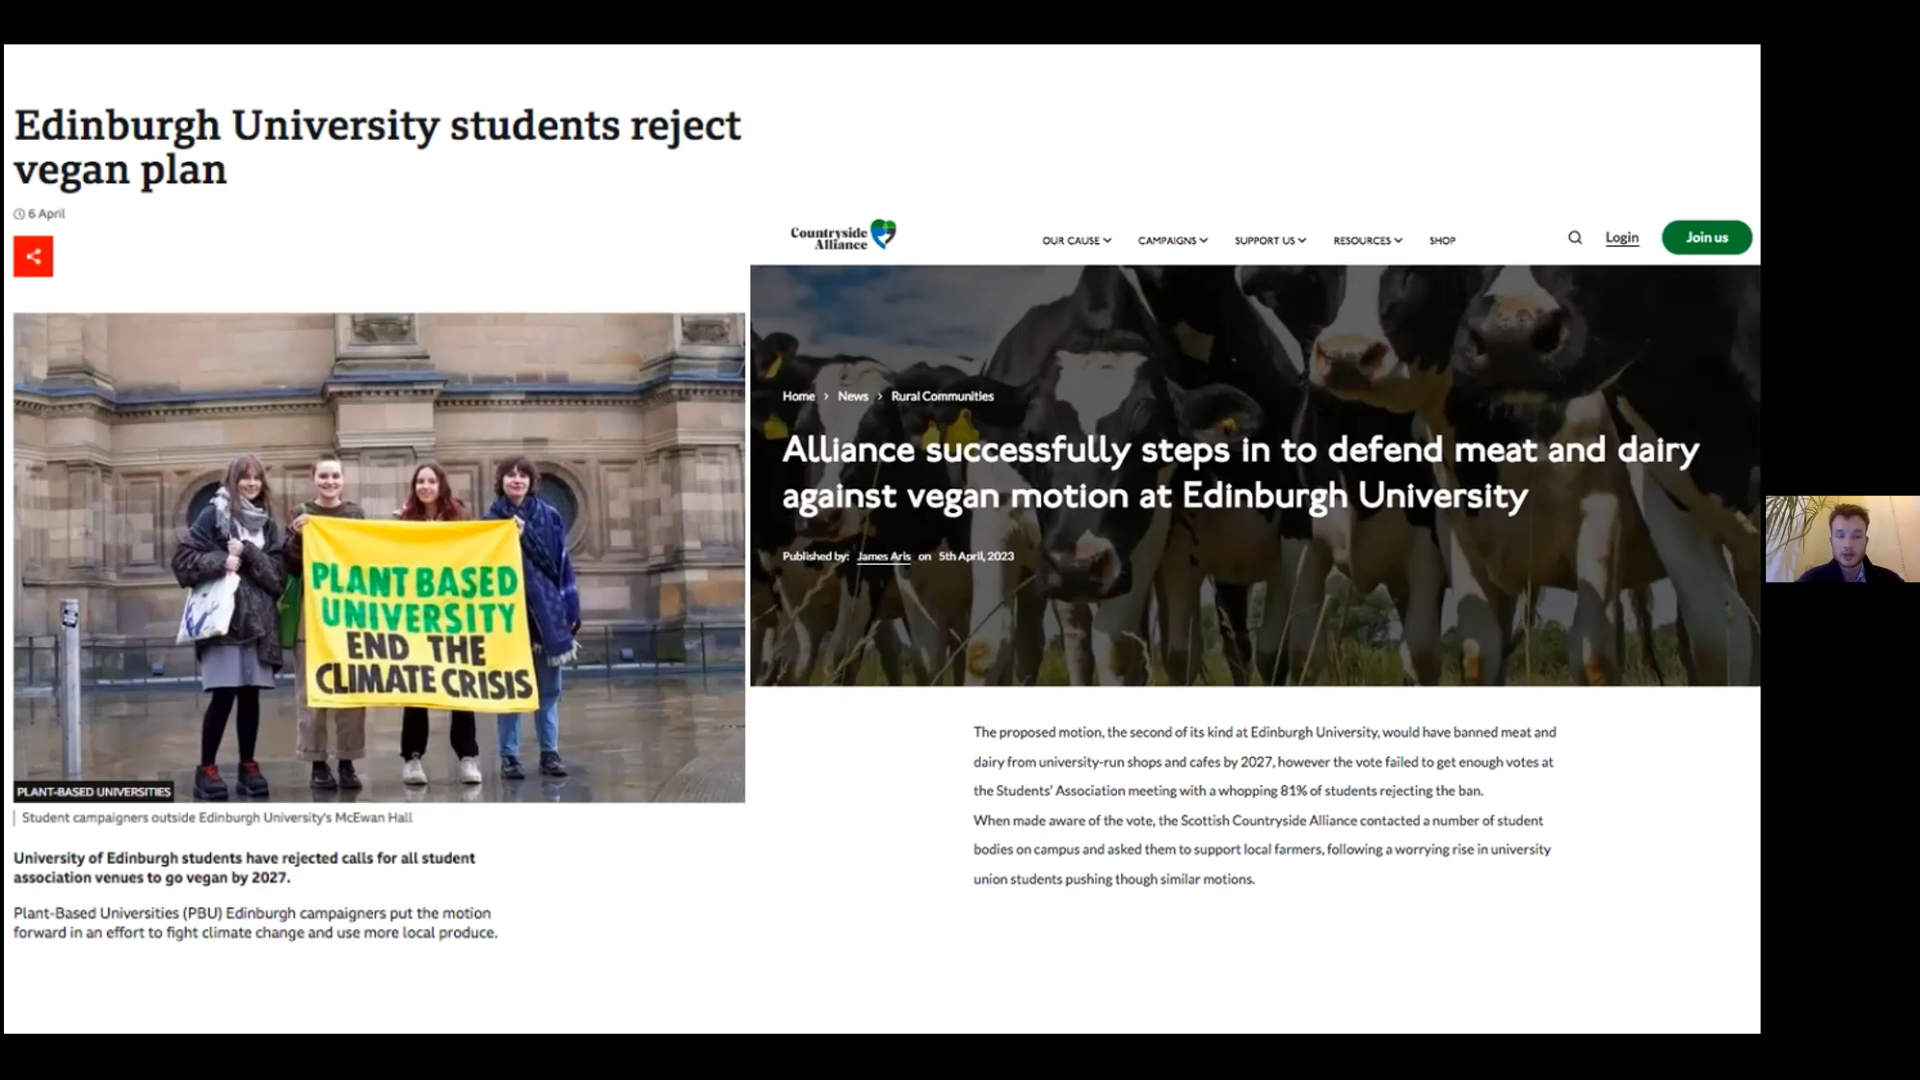 Edinburgh University students reject
vegan plan
6 April
PLANT BASED
UNIVERSITY
END THE
CLIMATE CRISIS
PLANT-BASED UNIVERSITIES
Student campaigners outside Edinburgh University's McEwan Hall
University of Edinburgh students have rejected calls for all student
association venues to go vegan by 2027.
Plant-Based Universities (PBU) Edinburgh campaigners put the motion
forward in an effort to fight climate change and use more local produce.
Countryside
Alliance
OUR CAUSE
CAMPAIGNS
SUPPORT US
RESOURCES
SHOP
Login
Join us
Home > News > Rural Communities
Alliance successfully steps in to defend meat and dairy
against vegan motion at Edinburgh University
Published by: James Aris on 5th April, 2023
The proposed motion, the second of its kind at Edinburgh University, would have banned meat and
dairy from university-run shops and cafes by 2027, however the vote failed to get enough votes at
the Students' Association meeting with a whopping 81% of students rejecting the ban.
When made aware of the vote, the Scottish Countryside Alliance contacted a number of student
bodies on campus and asked them to support local farmers, following a worrying rise in university
union students pushing though similar motions.